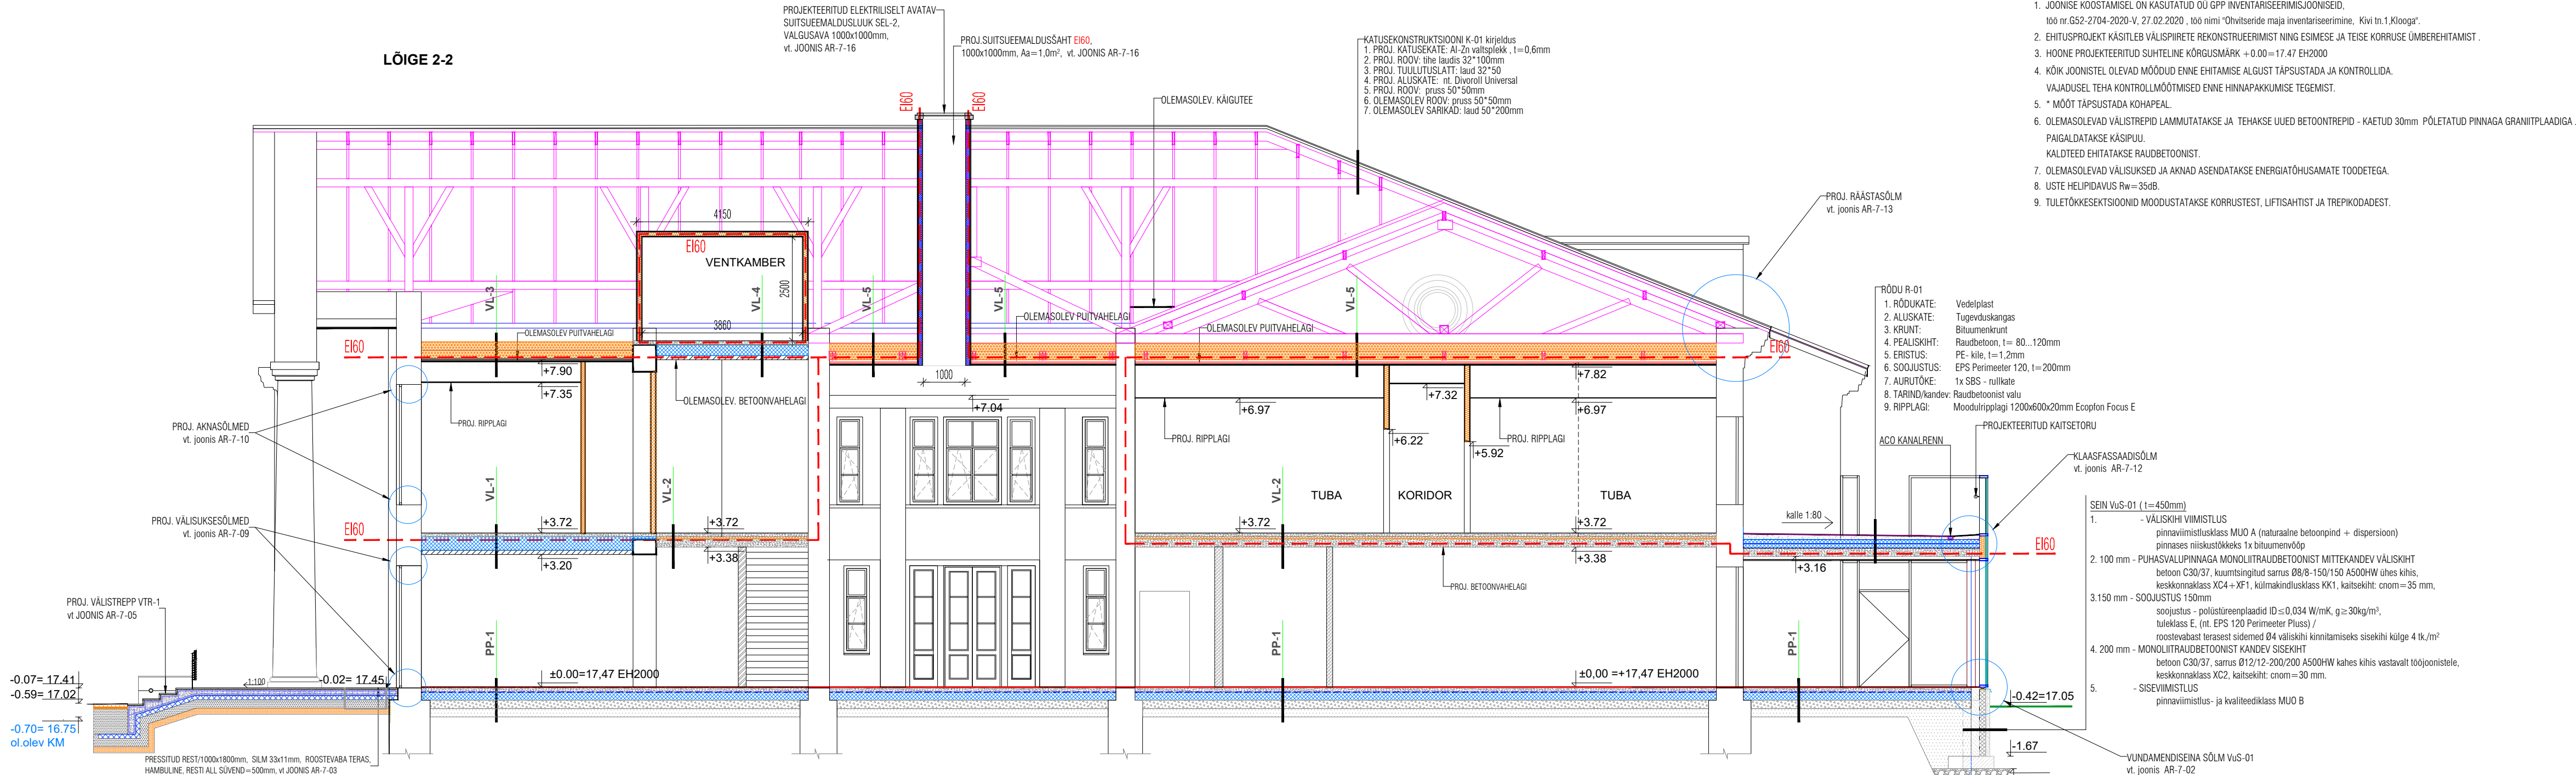 LÕIGE 2-2
PROJEKTEERITUD ELEKTRILISELT AVATAV
SUITSUEEMALDUSLUUK SEL-2,
VALGUSAVA 1000x1000mm,
vt. JOONIS AR-7-16
PROJ.SUITSUEEMALDUSŠAHT EI60,
1000x1000mm, Aa=1,0m², vt. JOONIS AR-7-16
KATUSEKONSTRUKTSIOONI K-01 kirjeldus
1. PROJ. KATUSEKATE: Al-Zn valtsplekk , t=0,6mm
2. PROJ. ROOV: tihe laudis 32*100mm
3. PROJ. TUULUTUSLATT: laud 32*50
4. PROJ. ALUSKATE: nt. Divoroll Universal
5. PROJ. ROOV: pruss 50*50mm
6. OLEMASOLEV ROOV: pruss 50*50mm
7. OLEMASOLEV SARIKAD: laud 50*200mm
1. JOONISE KOOSTAMISEL ON KASUTATUD OÜ GPP INVENTARISEERIMISJOONISEID,
töö nr.G52-2704-2020-V, 27.02.2020 , töö nimi "Ohvitseride maja inventariseerimine, Kivi tn.1,Klooga".
2. EHITUSPROJEKT KÄSITLEB VÄLISPIIRETE REKONSTRUEERIMIST NING ESIMESE JA TEISE KORRUSE ÜMBEREHITAMIST .
3. HOONE PROJEKTEERITUD SUHTELINE KÕRGUSMÄRK +0.00=17.47 EH2000
4. KÕIK JOONISTEL OLEVAD MÕÕDUD ENNE EHITAMISE ALGUST TÄPSUSTADA JA KONTROLLIDA.
VAJADUSEL TEHA KONTROLLMÕÕTMISED ENNE HINNAPAKKUMISE TEGEMIST.
5. * MÕÕT TÄPSUSTADA KOHAPEAL.
6. OLEMASOLEVAD VÄLISTREPID LAMMUTATAKSE JA TEHAKSE UUED BETOONTREPID - KAETUD 30mm PÕLETATUD PINNAGA GRANIITPLAADIGA .
PAIGALDATAKSE KÄSIPUU.
KALDTEED EHITATAKSE RAUDBETOONIST.
7. OLEMASOLEVAD VÄLISUKSED JA AKNAD ASENDATAKSE ENERGIATÕHUSAMATE TOODETEGA.
8. USTE HELIPIDAVUS Rw=35dB.
9. TULETÕKKESEKTSIOONID MOODUSTATAKSE KORRUSTEST, LIFTISAHTIST JA TREPIKODADEST.
EI60
EI60
OLEMASOLEV. KÄIGUTEE
PROJ. RÄÄSTASÕLM
vt. joonis AR-7-13
4150
EI60
VENTKAMBER
2500
3860
VL-3
VL-4
VL-5
VL-5
VL-5
OLEMASOLEV PUITVAHELAGI
OLEMASOLEV PUITVAHELAGI
OLEMASOLEV PUITVAHELAGI
EI60
EI60
RÕDU R-01
1. RÕDUKATE: Vedelplast
2. ALUSKATE: Tugevduskangas
3. KRUNT: Bituumenkrunt
4. PEALISKIHT: Raudbetoon, t= 80...120mm
5. ERISTUS: PE- kile, t=1,2mm
6. SOOJUSTUS: EPS Perimeeter 120, t=200mm
7. AURUTÕKE: 1x SBS - rullkate
8. TARIND/kandev: Raudbetoonist valu
9. RIPPLAGI: Moodulripplagi 1200x600x20mm Ecopfon Focus E
+7.90
+7.35
OLEMASOLEV. BETOONVAHELAGI
1000
+7.04
+6.97
+7.32
+7.82
+6.97
PROJ. AKNASÕLMED
vt. joonis AR-7-10
PROJ. RIPPLAGI
PROJ. RIPPLAGI
+6.22
+5.92
PROJ. RIPPLAGI
PROJEKTEERITUD KAITSETORU
ACO KANALRENN
KLAASFASSAADISÕLM
vt. joonis AR-7-12
VL-1
VL-2
VL-2
TUBA
KORIDOR
TUBA
PROJ. VÄLISUKSESÕLMED
vt. joonis AR-7-09
EI60
+3.72
+3.72
+3.72
+3.72
kalle 1:80
EI60
+3.20
+3.38
+3.38
+3.16
PROJ. BETOONVAHELAGI
SEIN VuS-01 ( t=450mm)
1. - VÄLISKIHI VIIMISTLUS
pinnaviimistlusklass MUO A (naturaalne betoonpind + dispersioon)
pinnases niiskustõkkeks 1x bituumenvõõp
2. 100 mm - PUHASVALUPINNAGA MONOLIITRAUDBETOONIST MITTEKANDEV VÄLISKIHT
betoon C30/37, kuumtsingitud sarrus Ø8/8-150/150 A500HW ühes kihis,
keskkonnaklass XC4+XF1, külmakindlusklass KK1, kaitsekiht: cnom=35 mm,
3.150 mm - SOOJUSTUS 150mm
soojustus - polüstüreenplaadid lD≤0,034 W/mK, g≥30kg/m³,
tuleklass E, (nt. EPS 120 Perimeeter Pluss) /
roostevabast terasest sidemed Ø4 väliskihi kinnitamiseks sisekihi külge 4 tk,/m²
4. 200 mm - MONOLIITRAUDBETOONIST KANDEV SISEKIHT
betoon C30/37, sarrus Ø12/12-200/200 A500HW kahes kihis vastavalt tööjoonistele,
keskkonnaklass XC2, kaitsekiht: cnom=30 mm.
5. - SISEVIIMISTLUS
pinnaviimistlus- ja kvaliteediklass MUO B
PROJ. VÄLISTREPP VTR-1
vt JOONIS AR-7-05
PP-1
PP-1
PP-1
-0.07= 17.41
-0.59= 17.02
-0.70= 16.75
ol.olev KM
1:100
-0.02= 17.45
±0.00=17,47 EH2000
±0,00 =+17,47 EH2000
-0.42=17.05
-1.67
PRESSITUD REST/1000x1800mm, SILM 33x11mm, ROOSTEVABA TERAS,
HAMBULINE, RESTI ALL SÜVEND=500mm, vt JOONIS AR-7-03
VUNDAMENDISEINA SÕLM VuS-01
vt. joonis AR-7-02